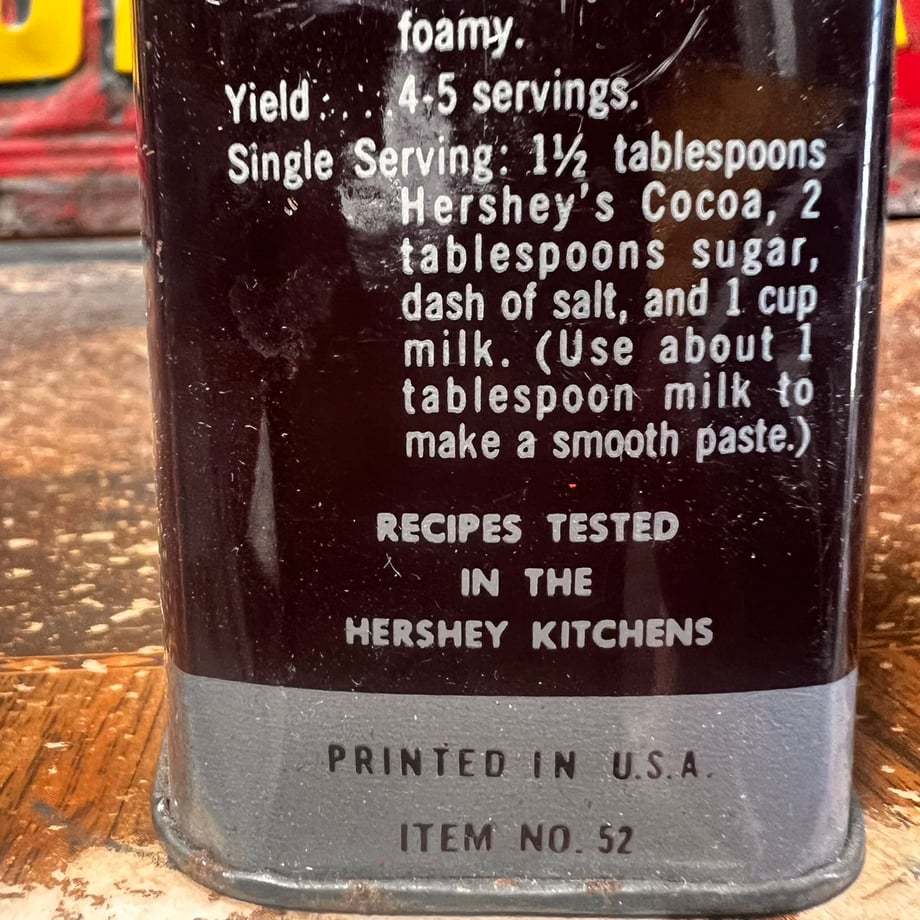 foamy.
Yield : . . . 4-5 servings.
Single Serving: 1½ tablespoons
Hershey's Cocoa, 2
tablespoons sugar,
dash of salt, and 1 cup
milk. (Use about 1
tablespoon milk to
make a smooth paste.)
RECIPES TESTED
IN THE
HERSHEY KITCHENS
PRINTED IN U.S.A.
ITEM NO. 52